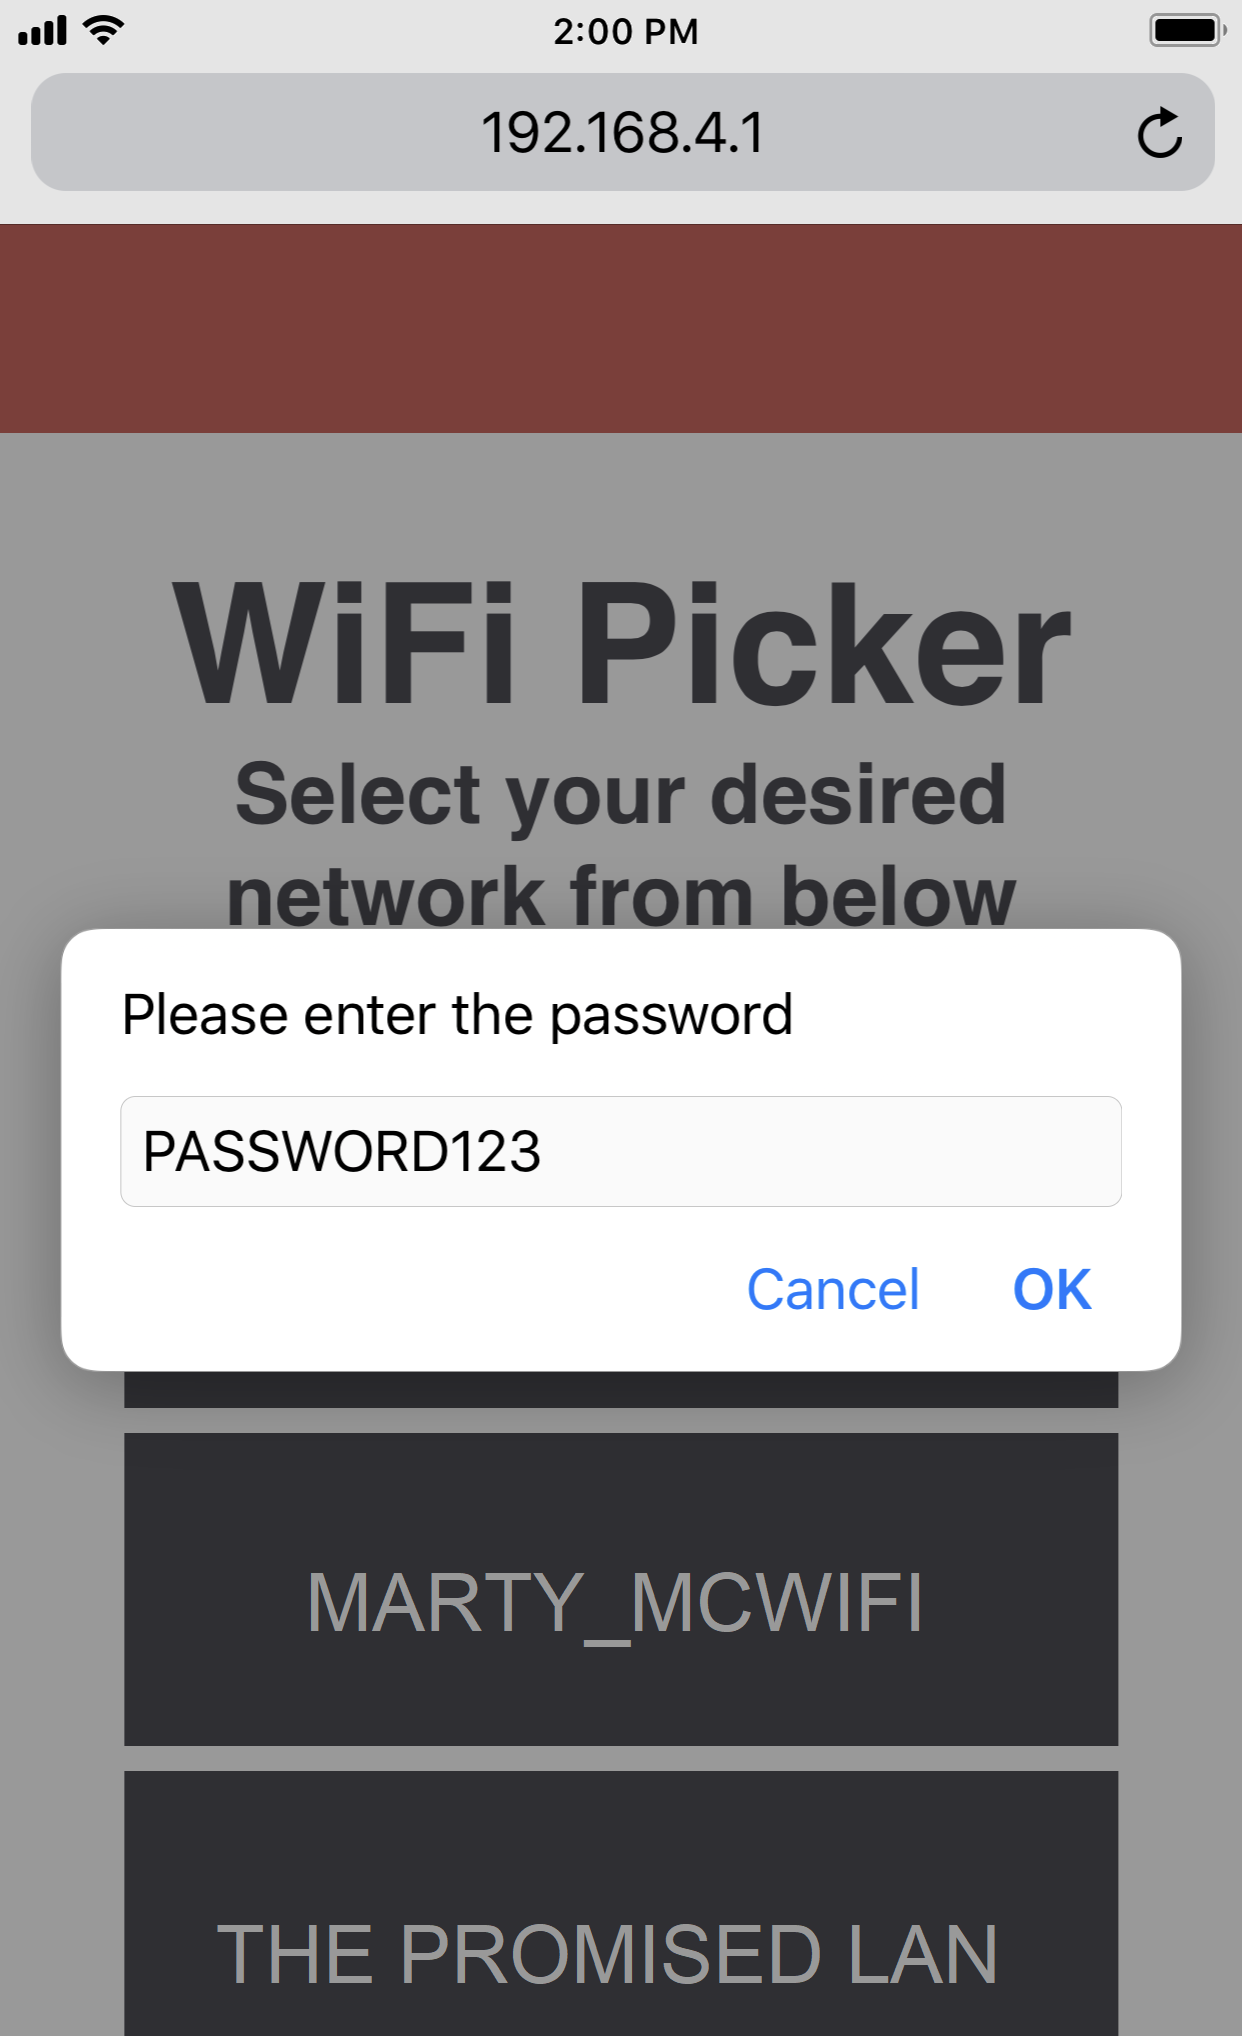 2:00 PM
192.168.4.1
WiFi Picker
Select your desired
network from below
Please enter the password
PASSWORD123
Cancel OK
MARTY_MCWIFI
THE PROMISED LAN